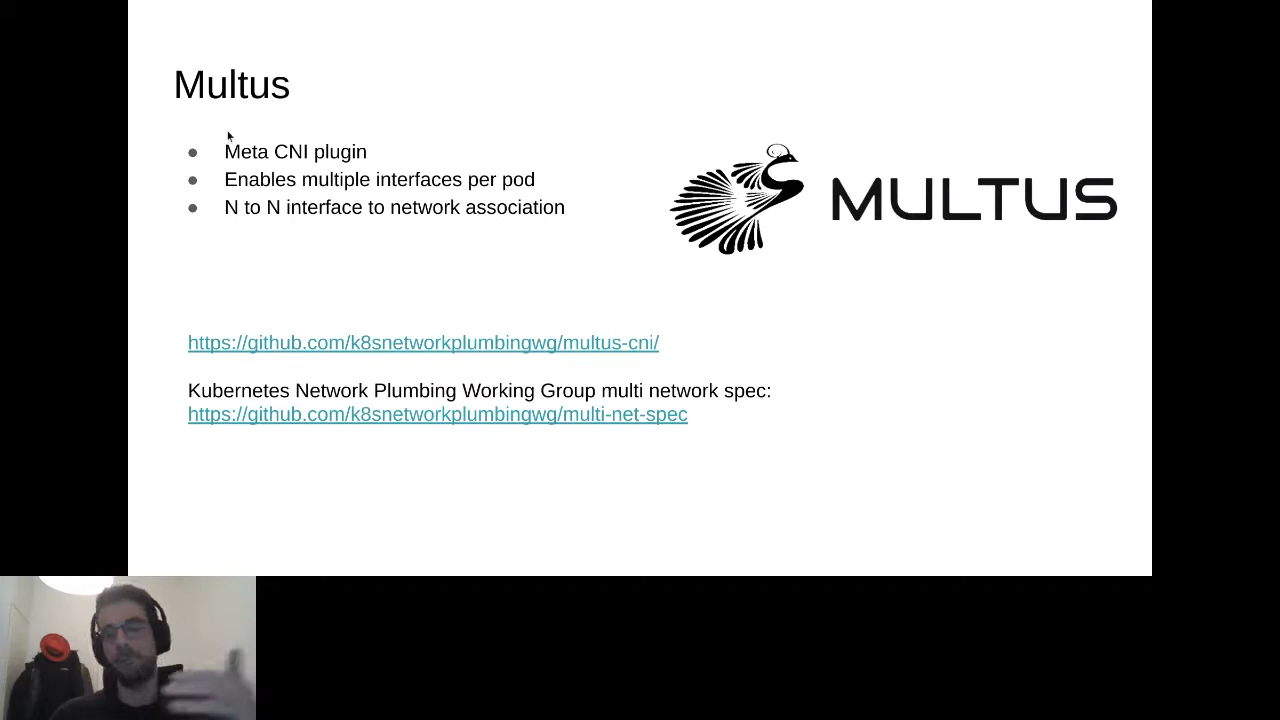 Multus
Meta CNI plugin
Enables multiple interfaces per pod
N to N interface to network association
MULTUS
https://github.com/k8snetworkplumbingwg/multus-cni/
Kubernetes Network Plumbing Working Group multi network spec:
https://github.com/k8snetworkplumbingwg/multi-net-spec